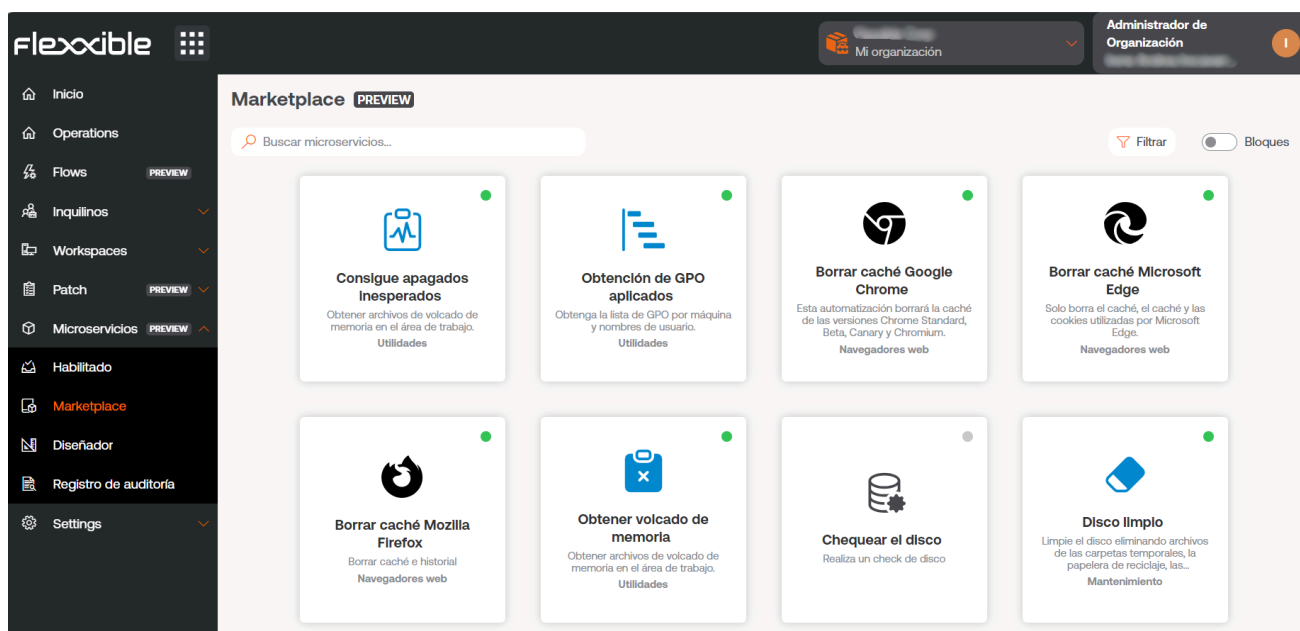 Flexxible
Mi organización
Administrador de
Organización
I
Inicio
Operations
Flows PREVIEW
Inquilinos
Workspaces
Patch PREVIEW
Microservicios PREVIEW
Habilitado
Marketplace
Diseñador
Registro de auditoría
Settings
Marketplace PREVIEW
Buscar microservicios...
Filtrar
Bloques
Consigue apagados
inesperados
Obtener archivos de volcado de
memoria en el área de trabajo.
Utilidades
Obtención de GPO
aplicados
Obtenga la lista de GPO por máquina
y nombres de usuario.
Utilidades
Borrar caché Google
Chrome
Esta automatización borrará la caché
de las versiones Chrome Standard,
Beta, Canary y Chromium.
Navegadores web
Borrar caché Microsoft
Edge
Solo borra el caché, el caché y las
cookies utilizadas por Microsoft
Edge.
Navegadores web
Borrar caché Mozilla
Firefox
Borrar caché e historial
Navegadores web
Obtener volcado de
memoria
Obtener archivos de volcado de
memoria en el área de trabajo.
Utilidades
Chequear el disco
Realiza un check de disco
Disco limpio
Limpie el disco eliminando archivos
de las carpetas temporales, la
papelera de reciclaje, las...
Mantenimiento